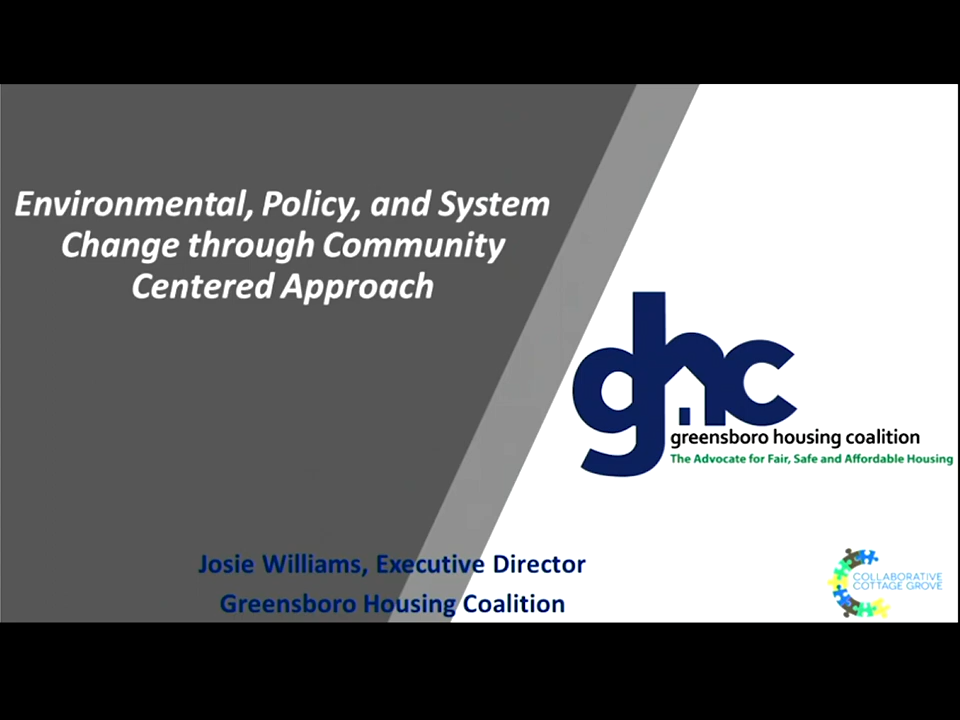 Environmental, Policy, and System
Change through Community
Centered Approach
ghc
greensboro housing coalition
The Advocate for Fair, Safe and Affordable Housing
Josie Williams, Executive Director
Greensboro Housing Coalition
COLLABORATIVE
COTTAGE GROVE